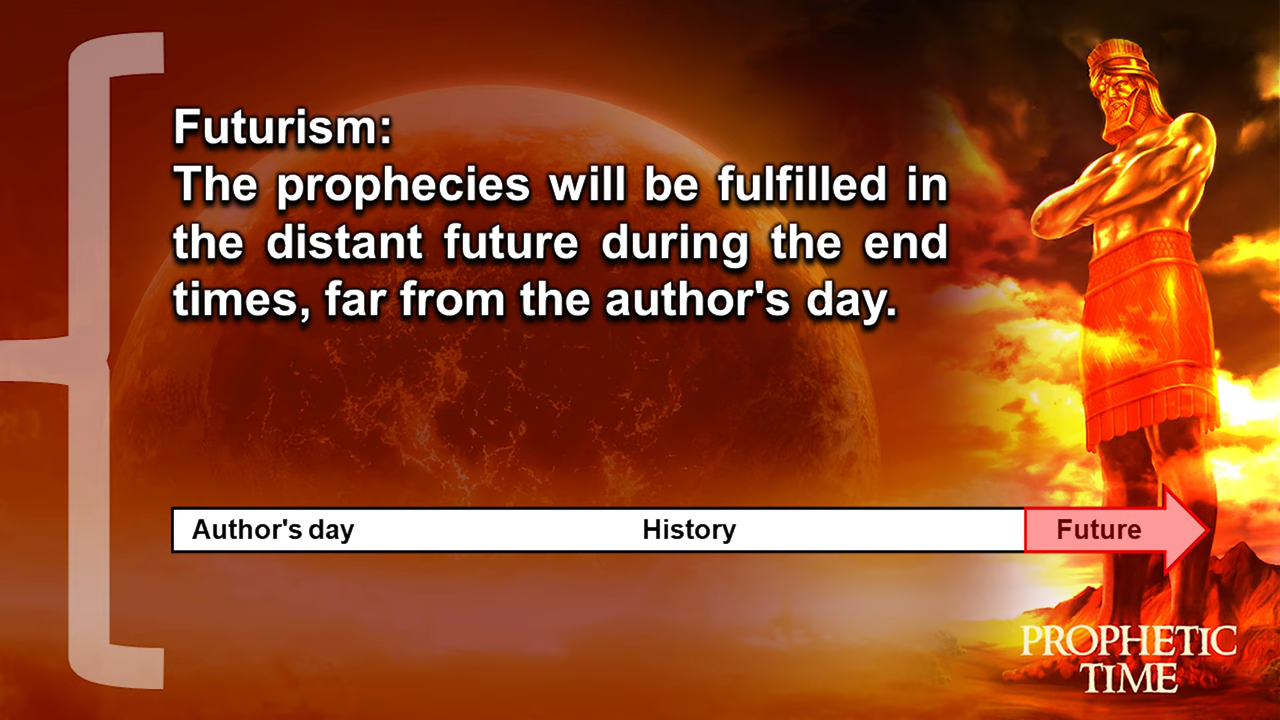 Futurism:
The prophecies will be fulfilled in
the distant future during the end
times, far from the author's day.
Author's day History Future
PROPHETIC
TIME